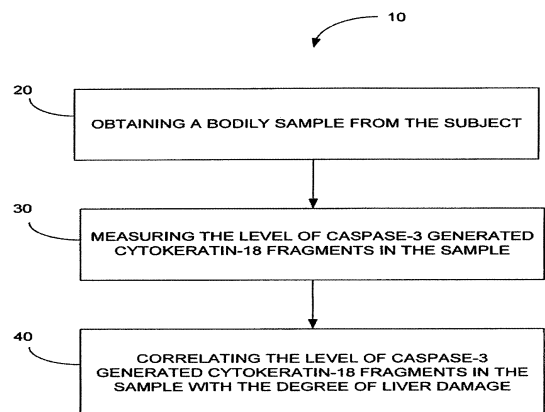 10
20
OBTAINING A BODILY SAMPLE FROM THE SUBJECT
30
MEASURING THE LEVEL OF CASPASE-3 GENERATED
CYTOKERATIN-18 FRAGMENTS IN THE SAMPLE
40
CORRELATING THE LEVEL OF CASPASE-3
GENERATED CYTOKERATIN-18 FRAGMENTS IN THE
SAMPLE WITH THE DEGREE OF LIVER DAMAGE